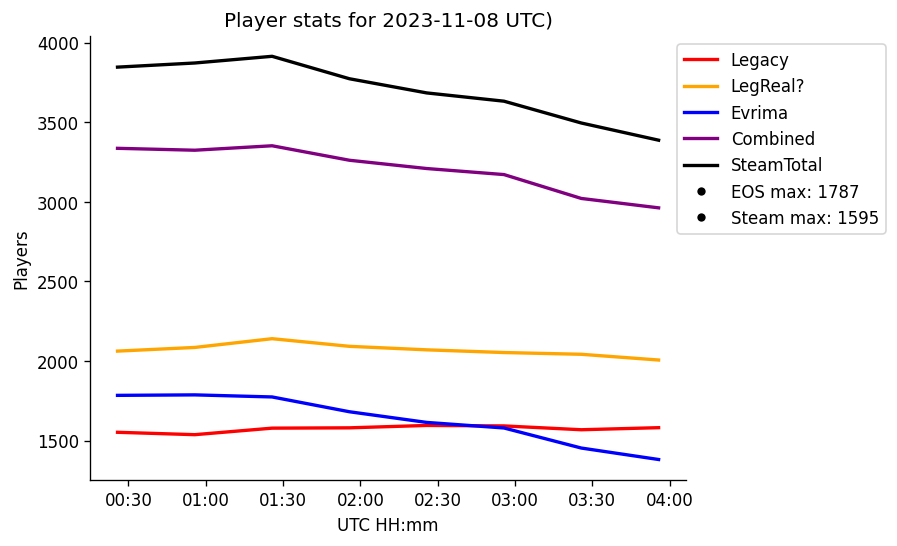 Player stats for 2023-11-08 UTC)
4000
3500
3000
2500
2000
1500
Players
00:30 01:00 01:30 02:00 02:30 03:00 03:30 04:00
UTC HH:mm
Legacy
LegReal?
Evrima
Combined
SteamTotal
EOS max: 1787
Steam max: 1595